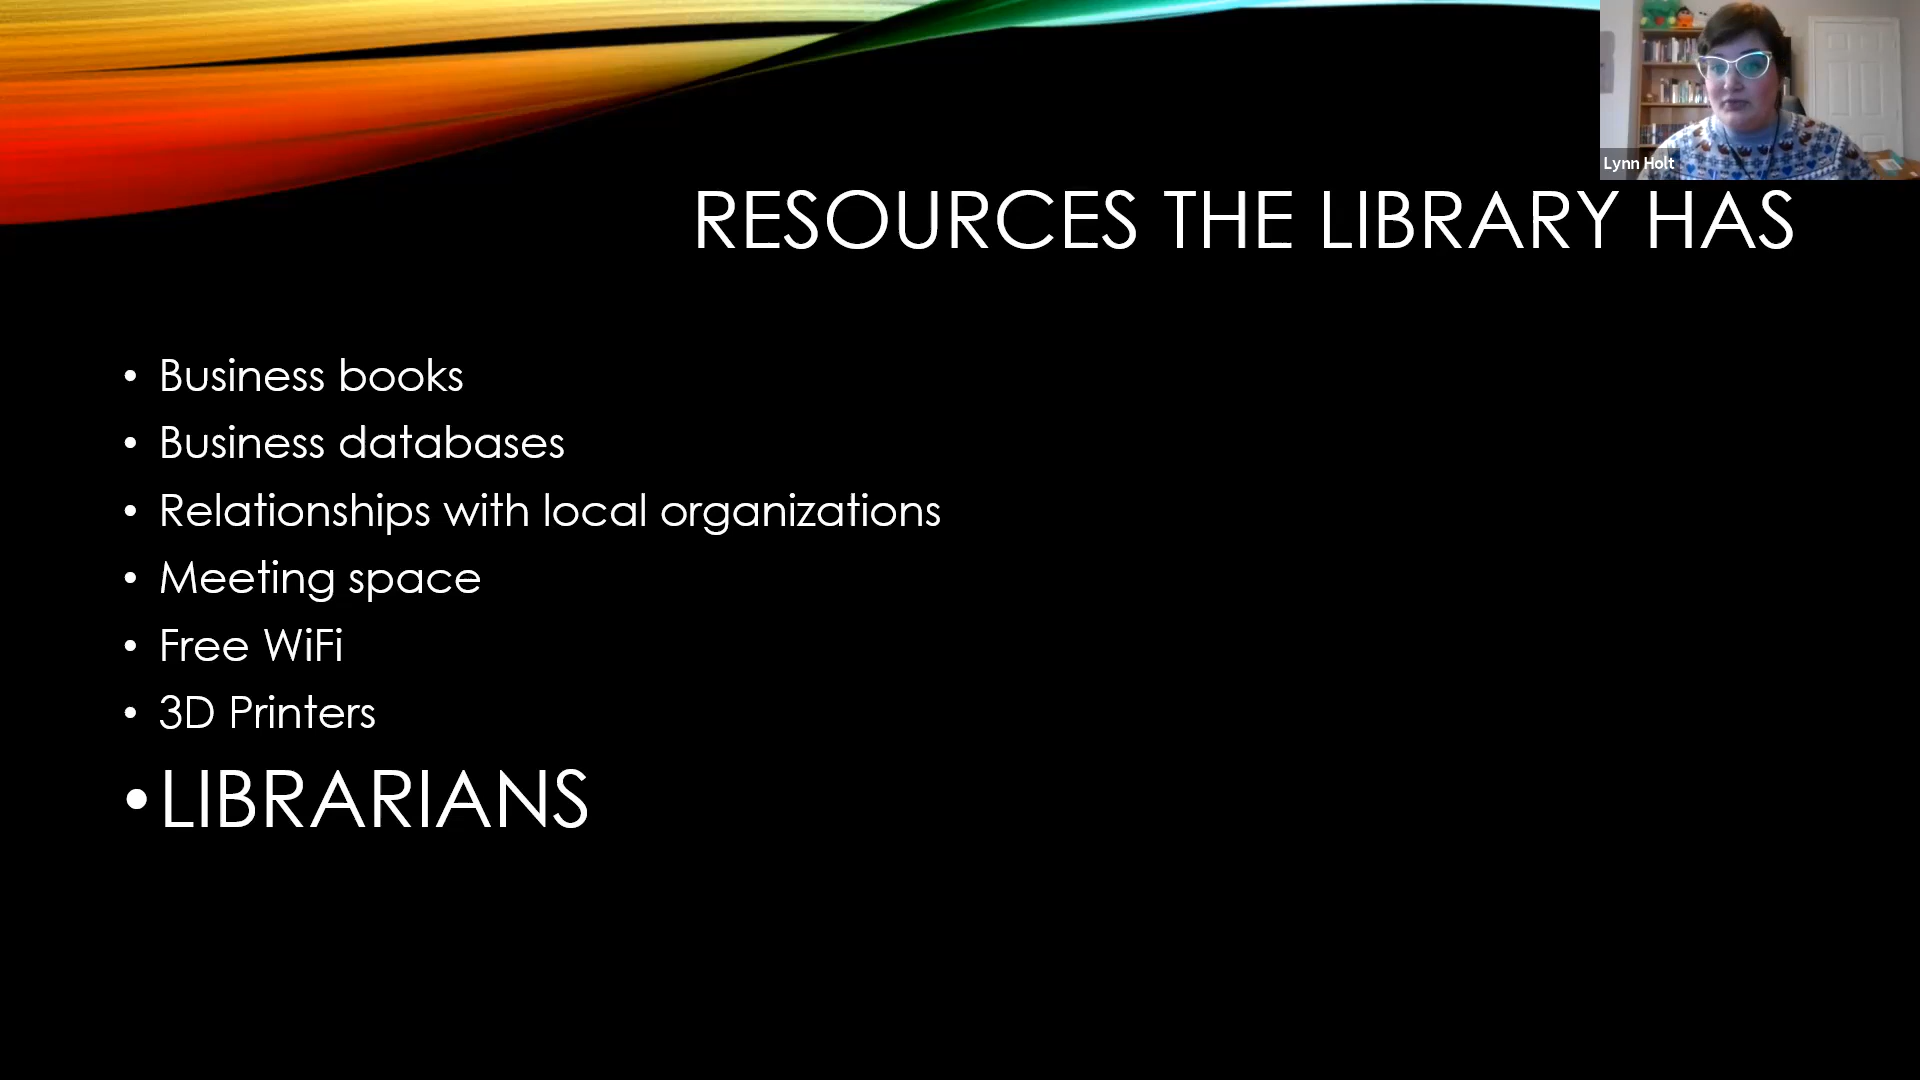 Lynn Holt
RESOURCES THE LIBRARY HAS
• Business books
• Business databases
• Relationships with local organizations
• Meeting space
• Free WiFi
• 3D Printers
• LIBRARIANS